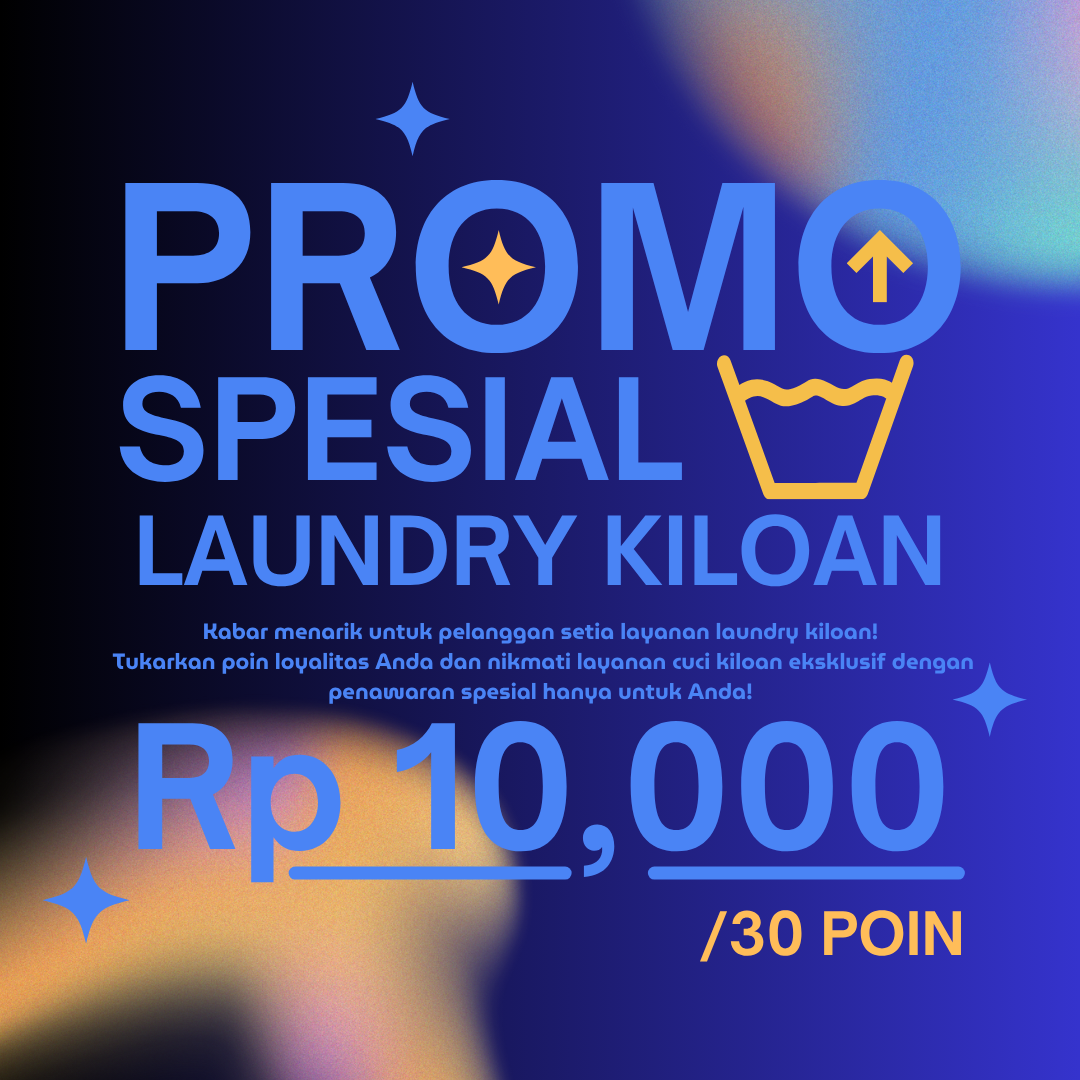 PROMO
SPESIAL
LAUNDRY KILOAN
Kabar menarik untuk pelanggan setia layanan laundry kiloan!
Tukarkan poin loyalitas Anda dan nikmati layanan cuci kiloan eksklusif dengan
penawaran spesial hanya untuk Anda!
Rp 10,000
/30 POIN